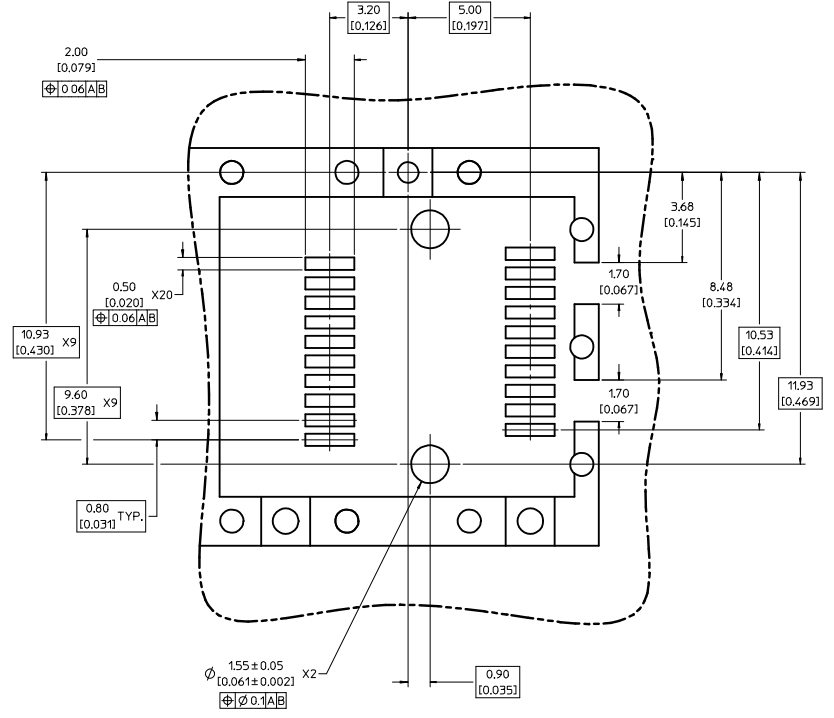 3.20
[0.126]
5.00
[0.197]
2.00
[0.079]
⌖ 0 06 A B
3.68
[0.145]
0.50
[0.020] X20
⌖ 0.06 A B
1.70
[0.067]
8.48
[0.334]
10.93
[0.430] X9
10.53
[0.414]
9.60
[0.378] X9
1.70
[0.067]
11.93
[0.469]
0.80
[0.031] TYP.
Ø 1.55±0.05
[0.061±0.002] X2
⌖ Ø 0.1 A B
0.90
[0.035]